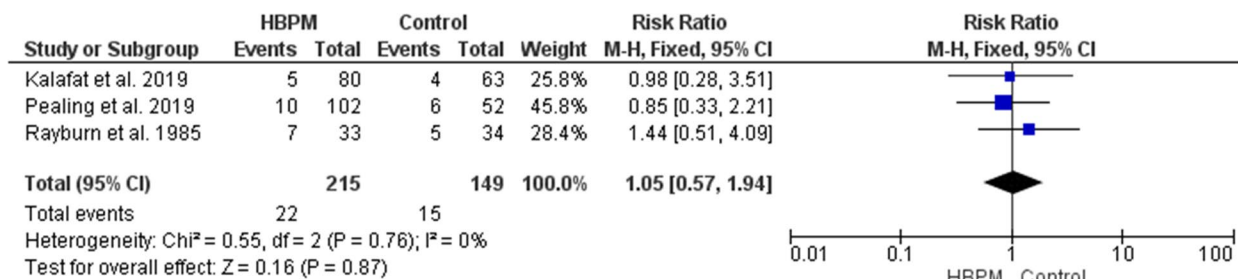 HBPM Control Risk Ratio Risk Ratio
Study or Subgroup Events Total Events Total Weight M-H, Fixed, 95% CI M-H, Fixed, 95% CI
Kalafat et al. 2019 5 80 4 63 25.8% 0.98 [0.28, 3.51]
Pealing et al. 2019 10 102 6 52 45.8% 0.85 [0.33, 2.21]
Rayburn et al. 1985 7 33 5 34 28.4% 1.44 [0.51, 4.09]
Total (95% CI) 215 149 100.0% 1.05 [0.57, 1.94]
Total events 22 15
Heterogeneity: Chi² = 0.55, df = 2 (P = 0.76); I² = 0%
Test for overall effect: Z = 0.16 (P = 0.87)
0.01 0.1 1 10 100
HBPM Control